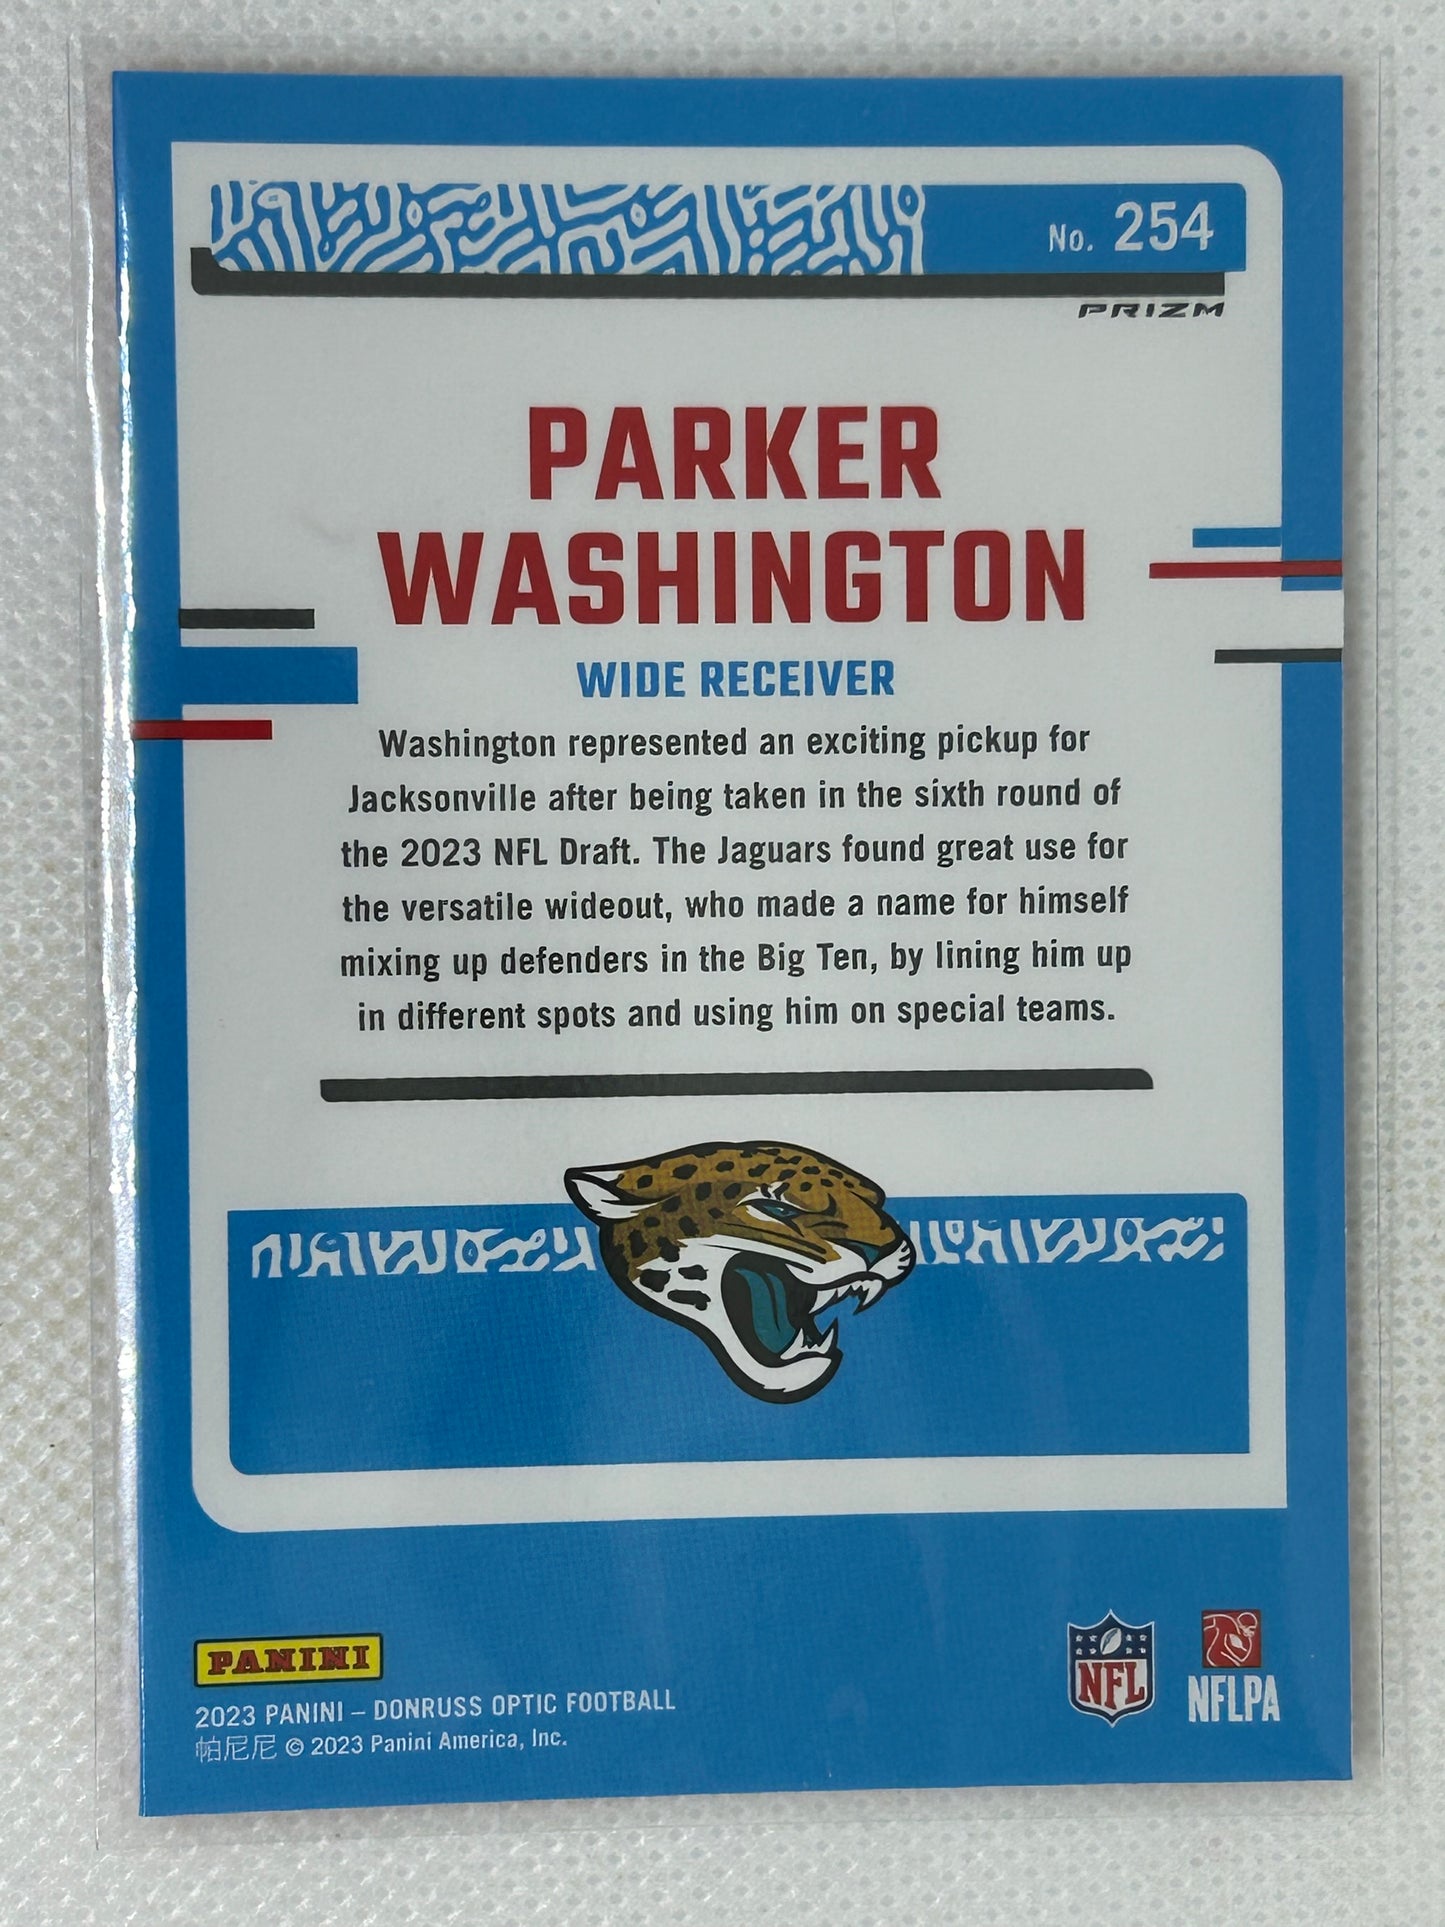 No. 254
PRIZM
PARKER
WASHINGTON
WIDE RECEIVER
Washington represented an exciting pickup for
Jacksonville after being taken in the sixth round of
the 2023 NFL Draft. The Jaguars found great use for
the versatile wideout, who made a name for himself
mixing up defenders in the Big Ten, by lining him up
in different spots and using him on special teams.
PANINI
2023 PANINI – DONRUSS OPTIC FOOTBALL
帕尼尼 © 2023 Panini America, Inc.
NFL
NFLPA